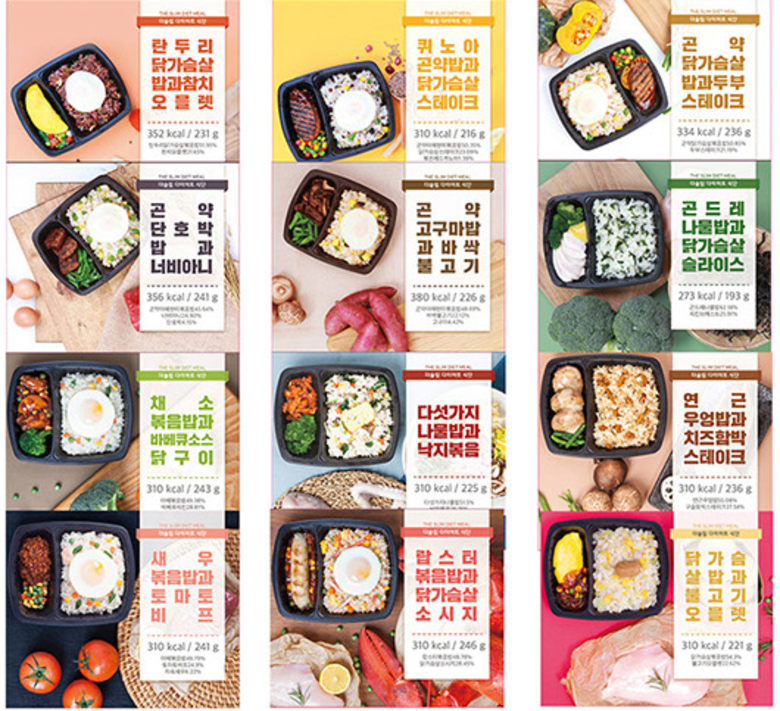 THE SLIM DIET MEAL
더슬림 다이어트 식단
란두리
닭가슴살
밥과참치
오믈렛
352 kcal / 231 g
THE SLIM DIET MEAL
더슬림 다이어트 식단
퀴노아
곤약밥과
닭가슴살
스테이크
310 kcal / 216 g
THE SLIM DIET MEAL
더슬림 다이어트 식단
곤약
닭가슴살
밥과두부
스테이크
334 kcal / 236 g
THE SLIM DIET MEAL
더슬림 다이어트 식단
곤약
단호박
밥과
너비아니
356 kcal / 241 g
THE SLIM DIET MEAL
더슬림 다이어트 식단
곤약
고구마밥
과바싹
불고기
380 kcal / 226 g
THE SLIM DIET MEAL
더슬림 다이어트 식단
곤드레
나물밥과
닭가슴살
슬라이스
273 kcal / 193 g
THE SLIM DIET MEAL
더슬림 다이어트 식단
채소
볶음밥과
바베큐소스
닭구이
310 kcal / 243 g
THE SLIM DIET MEAL
더슬림 다이어트 식단
다섯가지
나물밥과
낙지볶음
310 kcal / 225 g
THE SLIM DIET MEAL
더슬림 다이어트 식단
연근
우엉밥과
치즈함박
스테이크
310 kcal / 236 g
더슬림 다이어트 식단
새우
볶음밥과
토마토
비프
310 kcal / 241 g
더슬림 다이어트 식단
랍스터
볶음밥과
닭가슴살
소시지
310 kcal / 246 g
더슬림 다이어트 식단
닭가슴
살밥과
불고기
오믈렛
310 kcal / 221 g